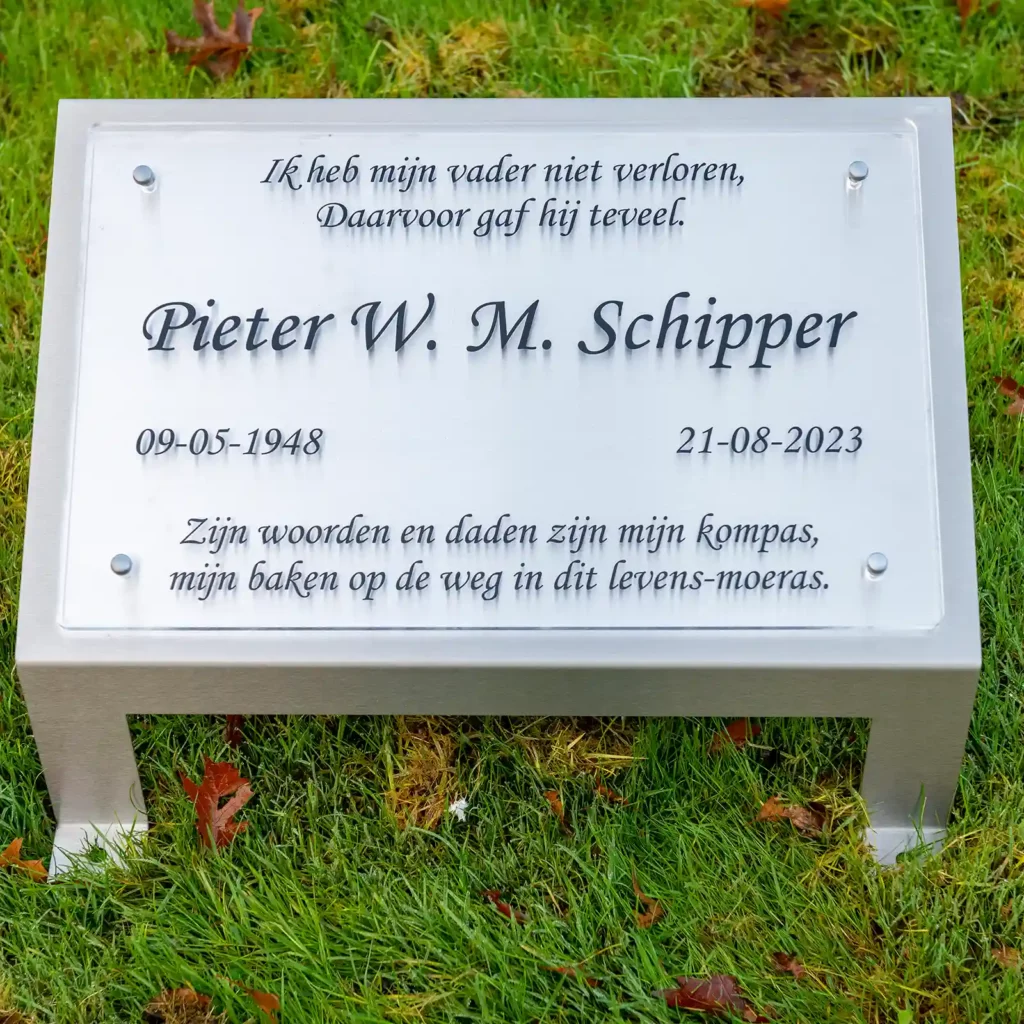 Ik heb mijn vader niet verloren,
Daarvoor gaf hij teveel.
Pieter W. M. Schipper
09-05-1948 21-08-2023
Zijn woorden en daden zijn mijn kompas,
mijn baken op de weg in dit levens-moeras.